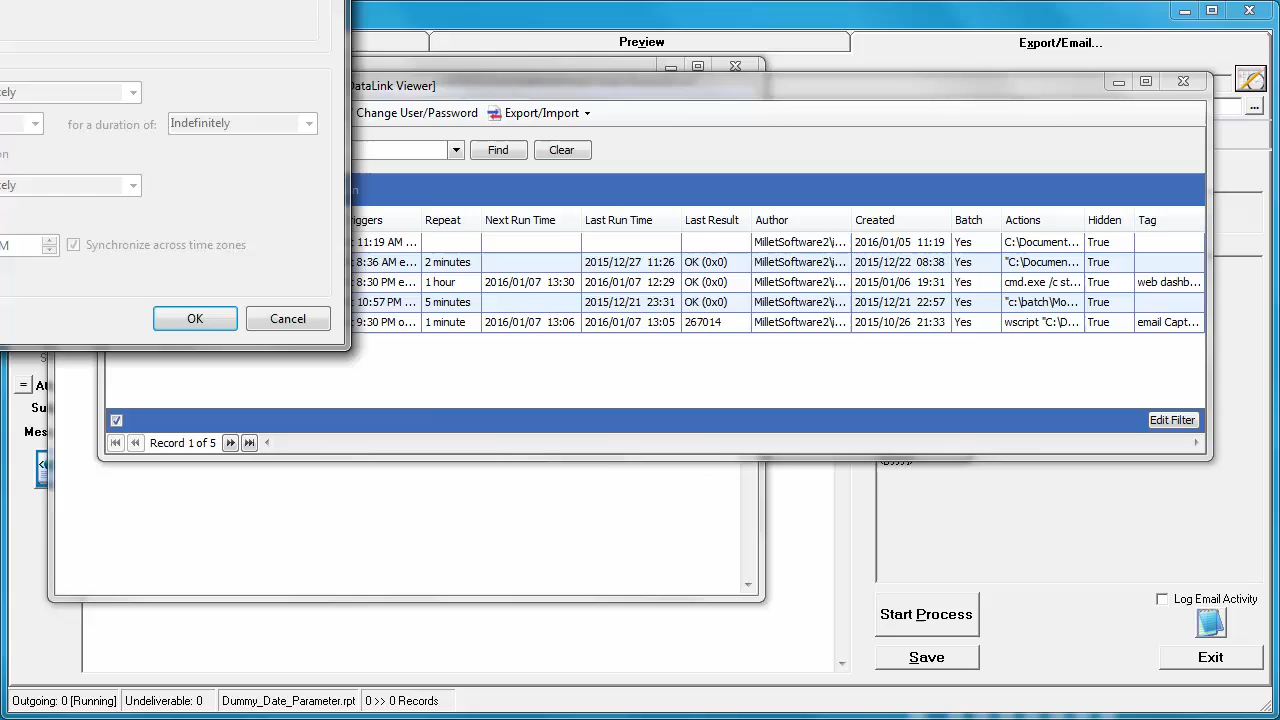 Preview
Export/Email...
DataLink Viewer]
Change User/Password
Export/Import
for a duration of:
Indefinitely
Find
Clear
Synchronize across time zones
OK
Cancel
Repeat Next Run Time Last Run Time Last Result Author Created Batch Actions Hidden Tag
11:19 AM ... MilletSoftware2\i... 2016/01/05 11:19 Yes C:\Document... True
8:36 AM e... 2 minutes 2015/12/27 11:26 OK (0x0) MilletSoftware2\i... 2015/12/22 08:38 Yes "C:\Documen... True
8:30 PM e... 1 hour 2016/01/07 13:30 2016/01/07 12:29 OK (0x0) MilletSoftware2\i... 2015/01/06 19:31 Yes cmd.exe /c st... True web dashb...
10:57 PM ... 5 minutes 2015/12/21 23:31 OK (0x0) MilletSoftware2\i... 2015/12/21 22:57 Yes "c:\batch\Mo... True
9:30 PM o... 1 minute 2016/01/07 13:06 2016/01/07 13:05 267014 MilletSoftware2\i... 2015/10/26 21:33 Yes wscript "C:\D... True email Capt...
Edit Filter
Record 1 of 5
Start Process
Save
Log Email Activity
Exit
Outgoing: 0 [Running] Undeliverable: 0 Dummy_Date_Parameter.rpt 0 >> 0 Records